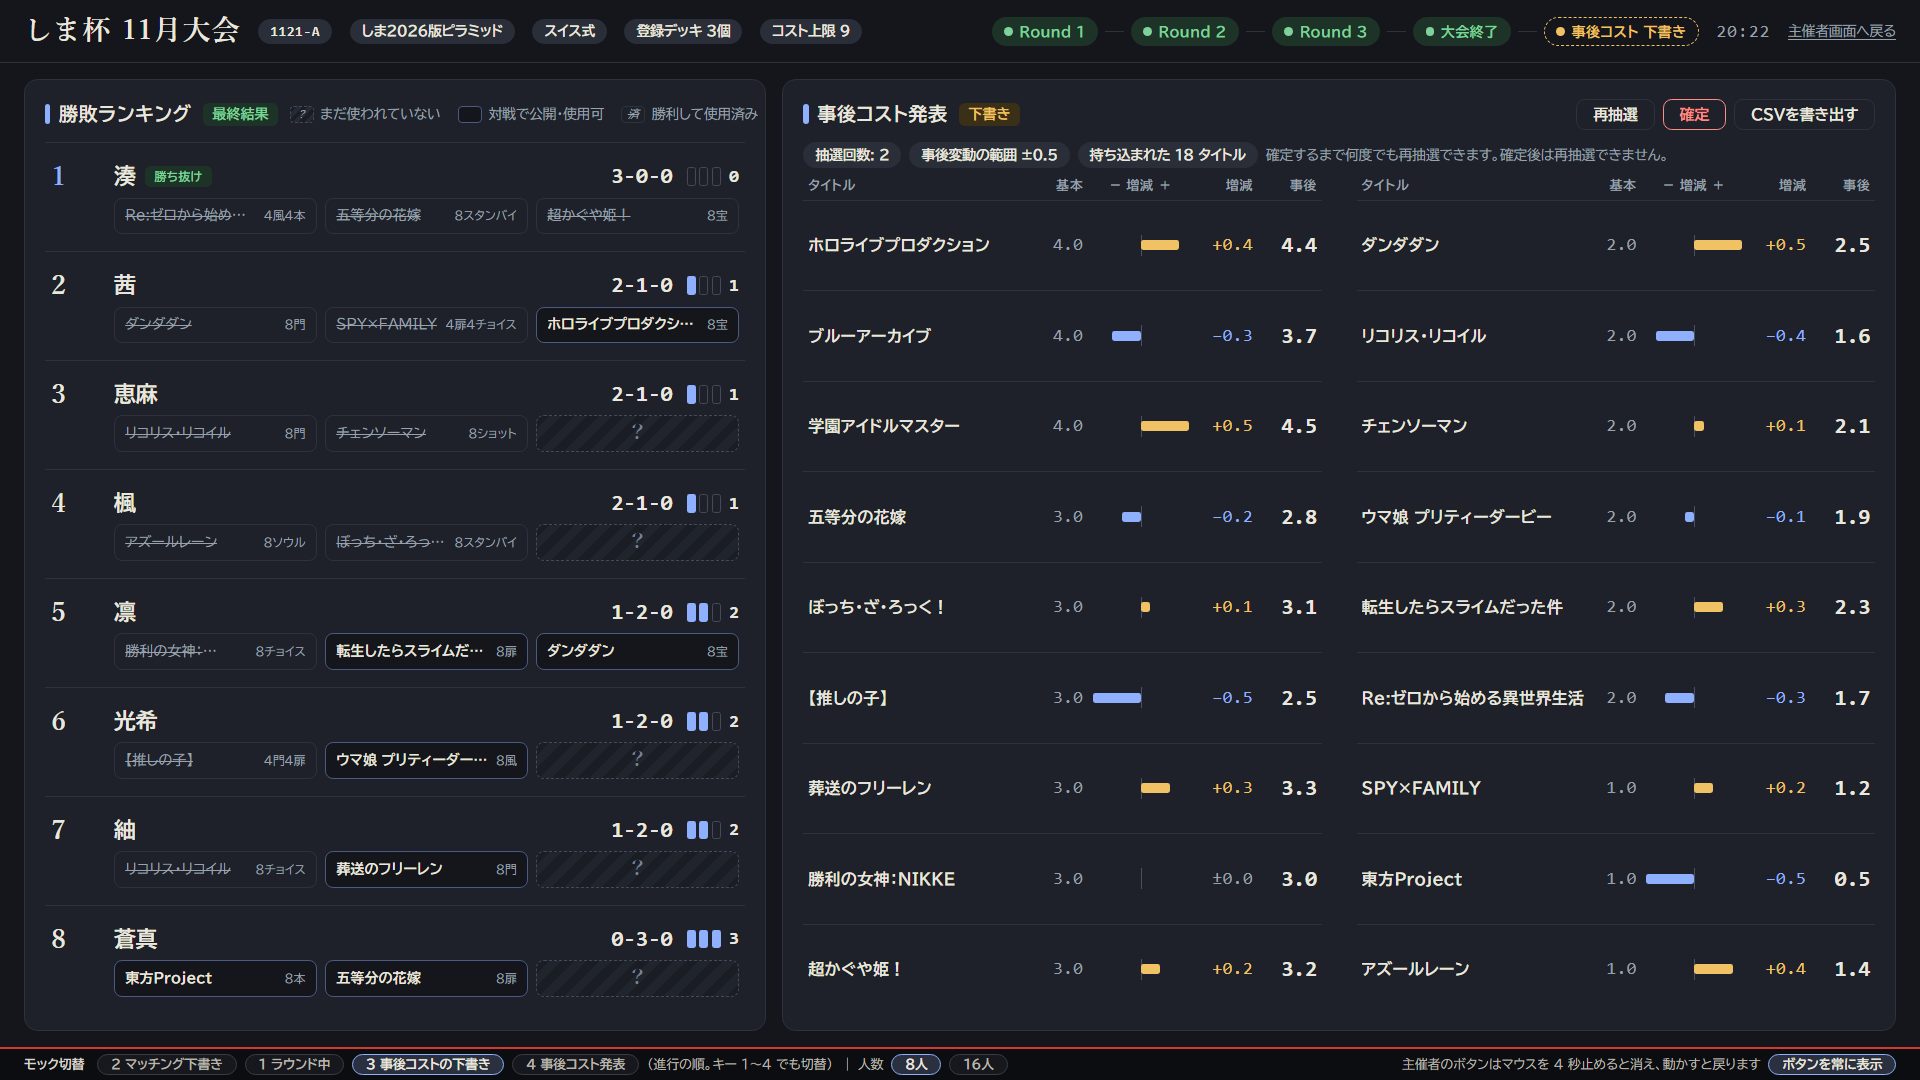 しま杯 11月大会 1121-A しま2026版ピラミッド スイス式 登録デッキ 3個 コスト上限 9 Round 1 Round 2 Round 3 大会終了 事後コスト 下書き 20:22 主催者画面へ戻る
勝敗ランキング 最終結果 ? まだ使われていない 対戦で公開・使用可 済 勝利して使用済み
1 湊 勝ち抜け 3-0-0 0
Re:ゼロから始め… 4風4本 五等分の花嫁 8スタンバイ 超かぐや姫！ 8宝
2 茜 2-1-0 1
ダンダダン 8門 SPY×FAMILY 4扉4チョイス ホロライブプロダクシ… 8宝
3 恵麻 2-1-0 1
リコリス・リコイル 8門 チェンソーマン 8ショット ?
4 楓 2-1-0 1
アズールレーン 8ソウル ぼっち・ざ・ろっ… 8スタンバイ ?
5 凛 1-2-0 2
勝利の女神:… 8チョイス 転生したらスライムだ… 8扉 ダンダダン 8宝
6 光希 1-2-0 2
【推しの子】 4門4扉 ウマ娘 プリティーダー… 8風 ?
7 紬 1-2-0 2
リコリス・リコイル 8チョイス 葬送のフリーレン 8門 ?
8 蒼真 0-3-0 3
東方Project 8本 五等分の花嫁 8扉 ?
事後コスト発表 下書き 再抽選 確定 CSVを書き出す
抽選回数: 2 事後変動の範囲 ±0.5 持ち込まれた 18 タイトル 確定するまで何度でも再抽選できます。確定後は再抽選できません。
タイトル 基本 − 増減 + 増減 事後
ホロライブプロダクション 4.0 +0.4 4.4
ブルーアーカイブ 4.0 −0.3 3.7
学園アイドルマスター 4.0 +0.5 4.5
五等分の花嫁 3.0 −0.2 2.8
ぼっち・ざ・ろっく！ 3.0 +0.1 3.1
【推しの子】 3.0 −0.5 2.5
葬送のフリーレン 3.0 +0.3 3.3
勝利の女神:NIKKE 3.0 ±0.0 3.0
超かぐや姫！ 3.0 +0.2 3.2
タイトル 基本 − 増減 + 増減 事後
ダンダダン 2.0 +0.5 2.5
リコリス・リコイル 2.0 −0.4 1.6
チェンソーマン 2.0 +0.1 2.1
ウマ娘 プリティーダービー 2.0 −0.1 1.9
転生したらスライムだった件 2.0 +0.3 2.3
Re:ゼロから始める異世界生活 2.0 −0.3 1.7
SPY×FAMILY 1.0 +0.2 1.2
東方Project 1.0 −0.5 0.5
アズールレーン 1.0 +0.4 1.4
モック切替 2 マッチング下書き 1 ラウンド中 3 事後コストの下書き 4 事後コスト発表 （進行の順。キー 1〜4 でも切替） | 人数 8人 16人 主催者のボタンはマウスを 4 秒止めると消え、動かすと戻ります ボタンを常に表示